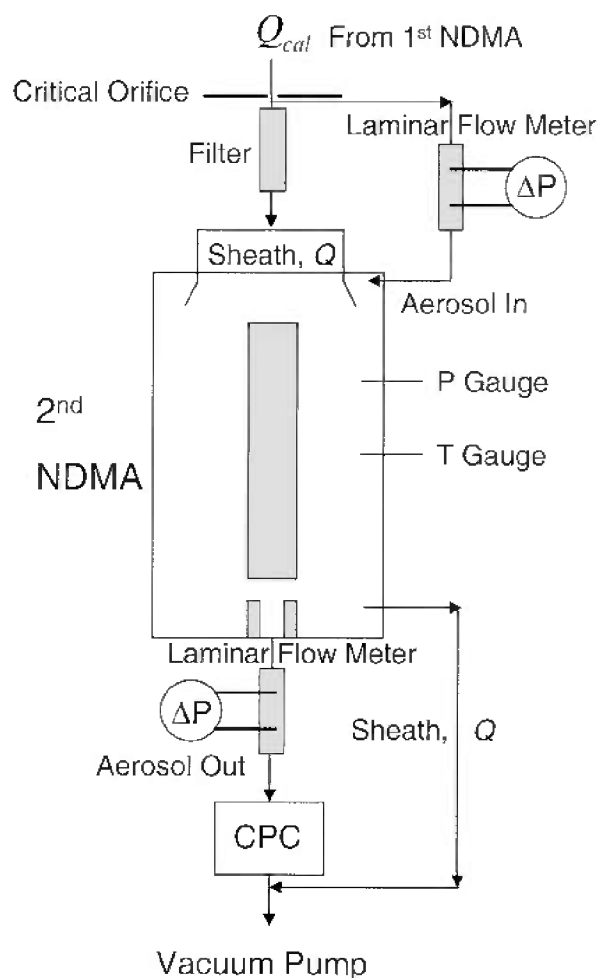 Q_cal From 1st NDMA
Critical Orifice
Laminar Flow Meter
Filter
ΔP
Sheath, Q
Aerosol In
P Gauge
2nd
NDMA
T Gauge
Laminar Flow Meter
ΔP
Sheath, Q
Aerosol Out
CPC
Vacuum Pump